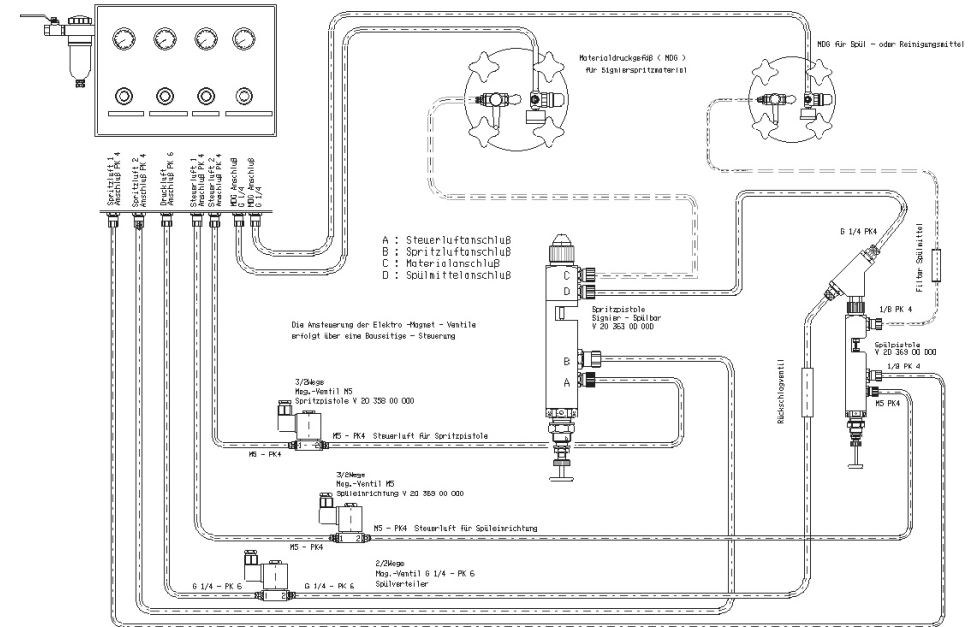 Materialdruckgefäß ( MDG )
für Signierspritzmaterial
MDG für Spül - oder Reinigungsmittel
Spritzluft 1
Anschluß PK 4
Spritzluft 2
Anschluß PK 4
Druckluft
Anschluß PK 6
Steuerluft 1
Anschluß PK 4
Steuerluft 2
Anschluß PK 4
MDG Anschluß
G 1/4
MDG Anschluß
G 1/4
A : Steuerluftanschluß
B : Spritzluftanschluß
C : Materialanschluß
D : Spülmittelanschluß
G 1/4 PK4
Filter Spülmittel
C
D
B
A
Spritzpistole
Signier - Spülbar
V 20 363 00 000
1/8 PK 4
Spülpistole
V 20 369 00 000
1/8 PK 4
M5 PK4
Rückschlagventil
Die Ansteuerung der Elektro -Magnet - Ventile
erfolgt über eine Bauseitige - Steuerung
3/2Wege
Mag.-Ventil M5
Spritzpistole V 20 358 00 000
M5 - PK4 Steuerluft für Spritzpistole
M5 - PK4
3/2Wege
Mag.-Ventil M5
Spüleinrichtung V 20 369 00 000
M5 - PK4 Steuerluft für Spüleinrichtung
1 2
M5 - PK4
2/2Wege
Mag.-Ventil G 1/4 - PK 6
Spülverteiler
G 1/4 - PK 6
G 1/4 - PK 6
1 2